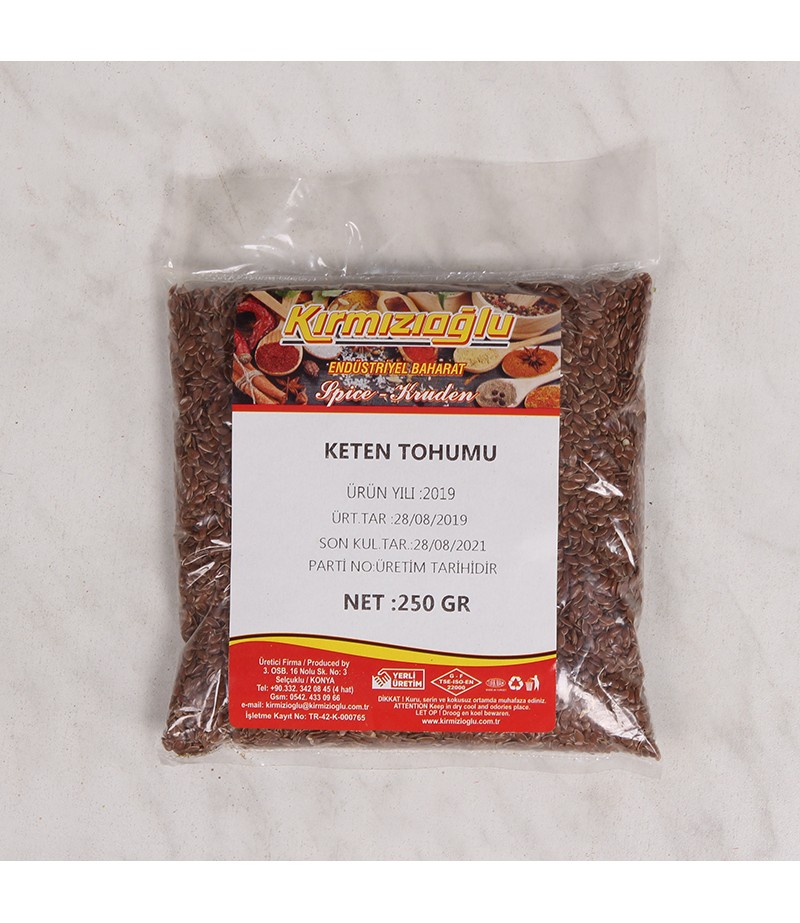 Kırmızıoğlu
ENDÜSTRİYEL BAHARAT
Spice - Kruden
KETEN TOHUMU
ÜRÜN YILI :2019
ÜRT.TAR :28/08/2019
SON KUL.TAR.:28/08/2021
PARTİ NO:ÜRETİM TARİHİDİR
NET :250 GR
Üretici Firma / Produced by
3. OSB. 16 Nolu Sk. No: 3
Selçuklu / KONYA
Tel: +90.332. 342 08 45 (4 hat)
Gsm: 0542. 433 09 66
e-mail: kirmizioglu@kirmizioglu.com.tr
İşletme Kayıt No: TR-42-K-000765
YERLİ
ÜRETİM
G - F
TSE-ISO-EN
22000
DİKKAT ! Kuru, serin ve kokusuz ortamda muhafaza ediniz.
ATTENTION Keep in dry cool and odories place.
LET OP ! Droog en koel bewaren.
www.kirmizioglu.com.tr